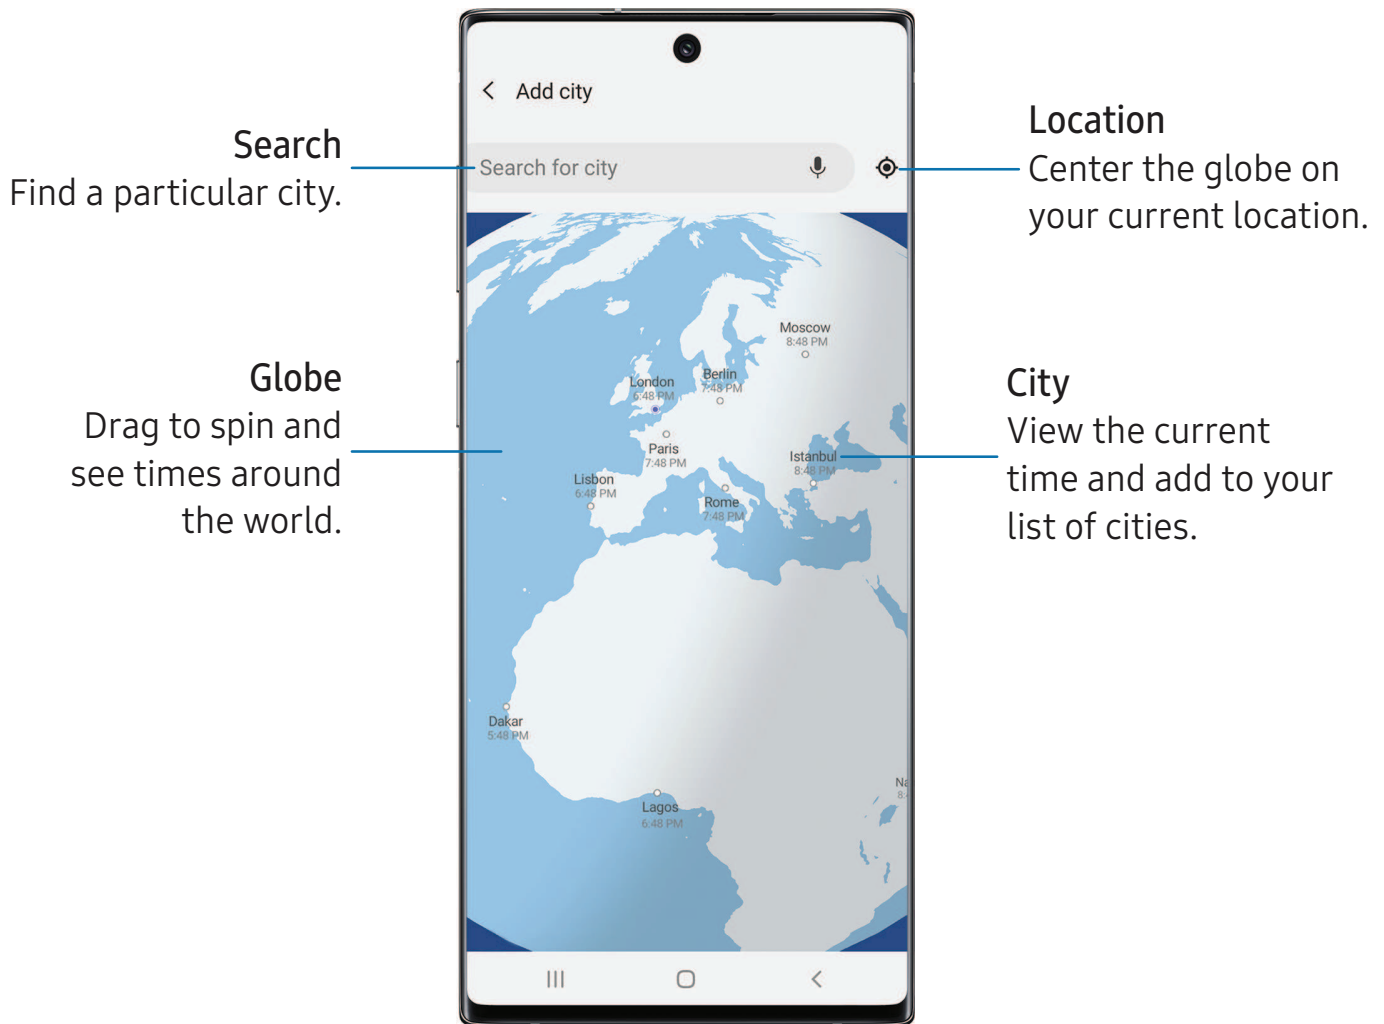 Add city
Search for city
Search
Find a particular city.
Location
Center the globe on
your current location.
Globe
Drag to spin and
see times around
the world.
City
View the current
time and add to your
list of cities.
Moscow
8:48 PM
London
6:48 PM
Berlin
7:48 PM
Paris
7:48 PM
Istanbul
8:48 PM
Lisbon
6:48 PM
Rome
7:48 PM
Dakar
5:48 PM
Na
8:
Lagos
6:48 PM